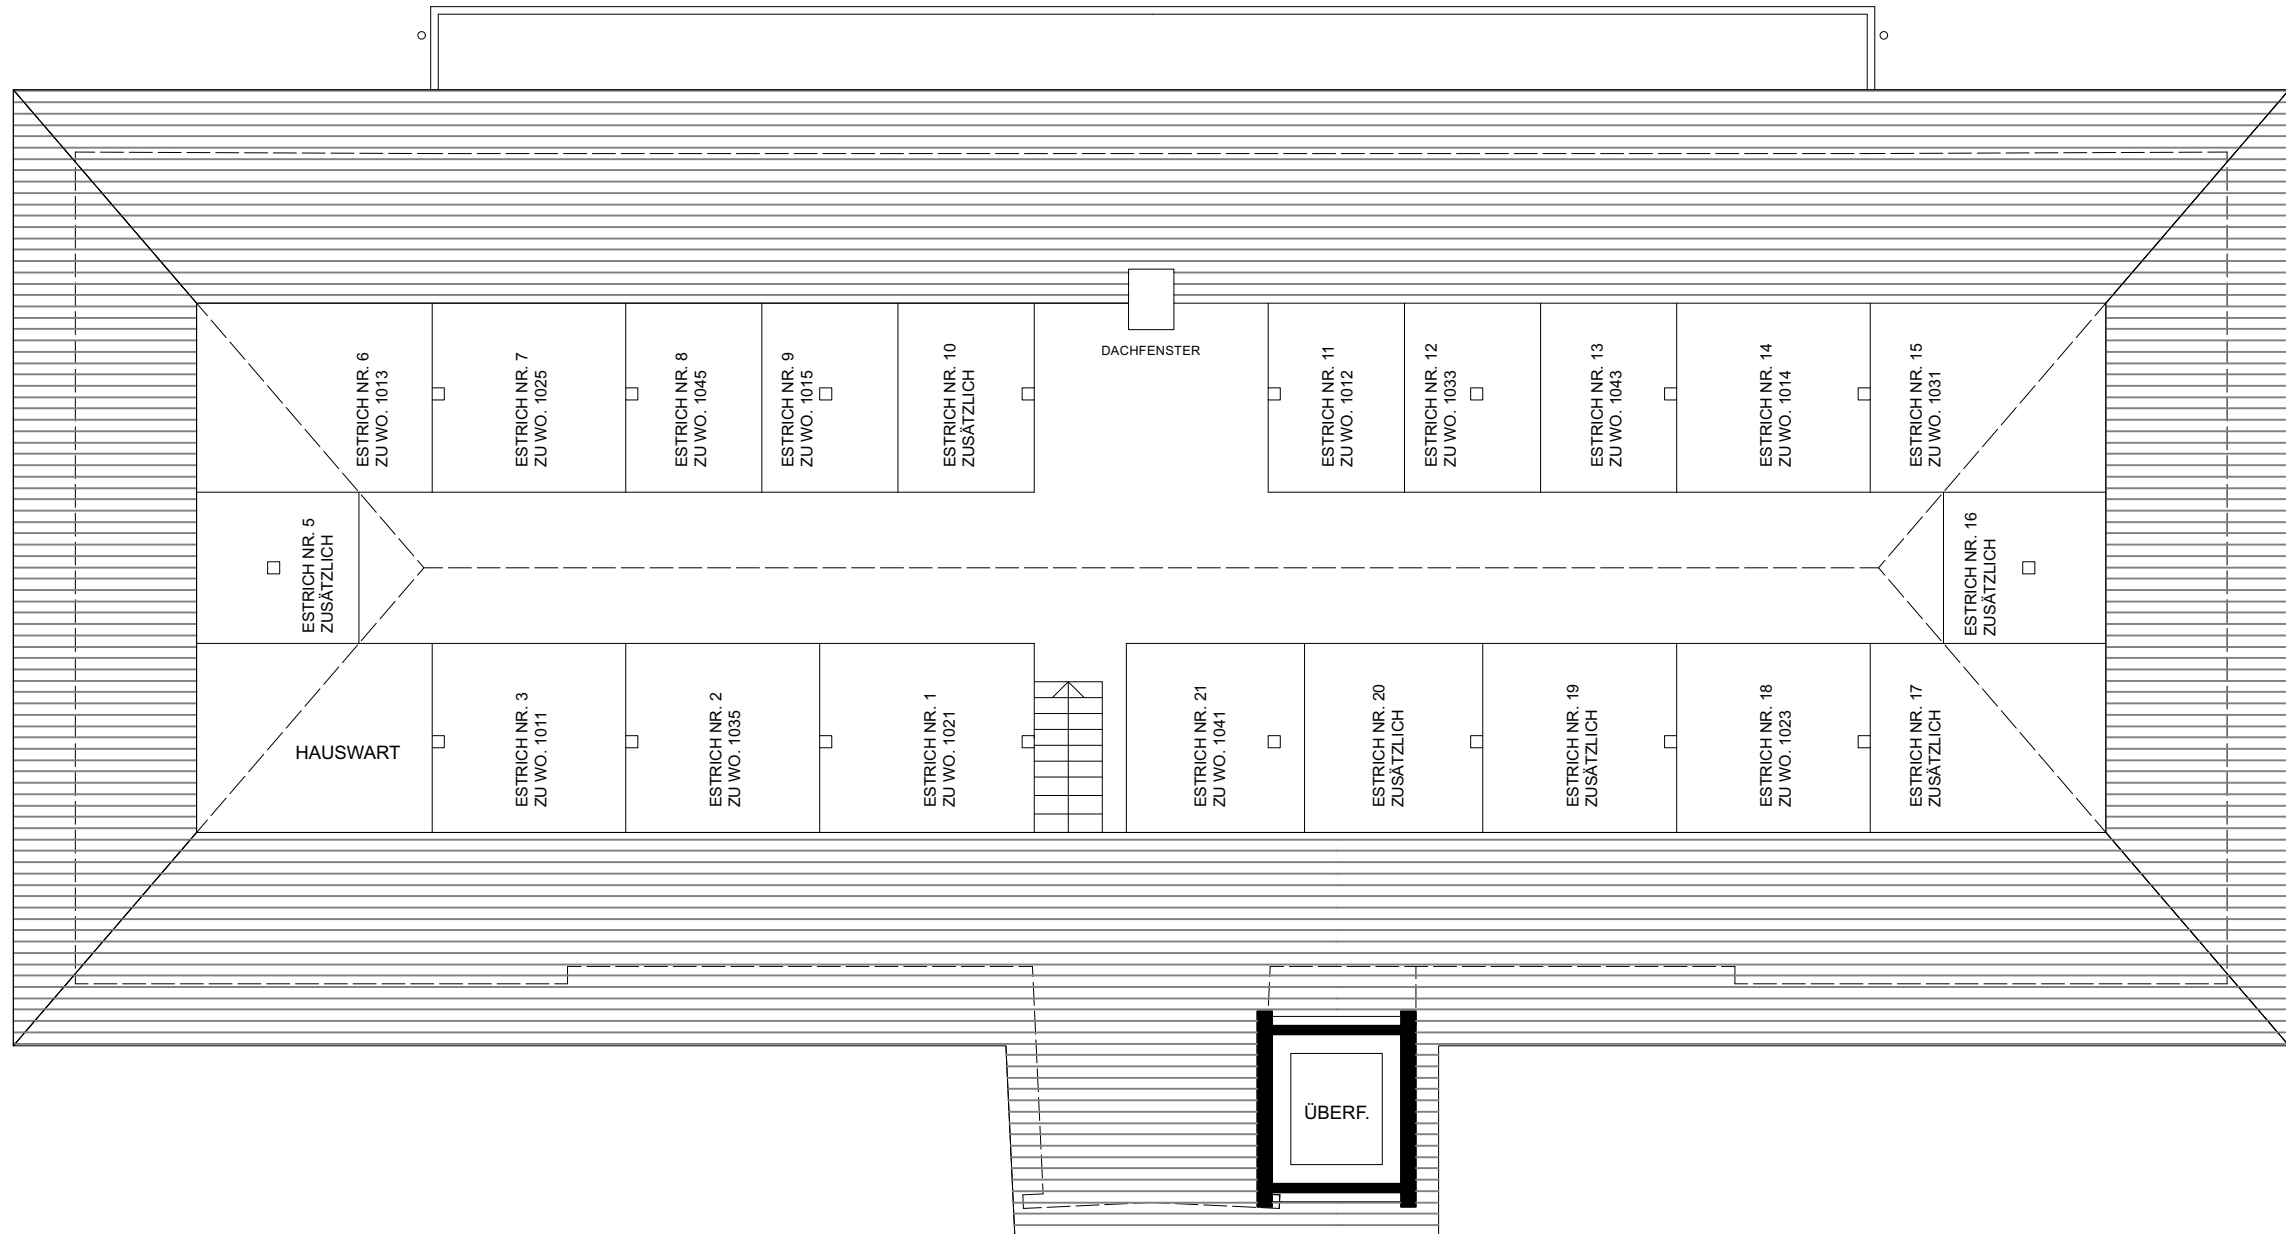 ESTRICH NR. 6
ZU WO. 1013
ESTRICH NR. 7
ZU WO. 1025
ESTRICH NR. 8
ZU WO. 1045
ESTRICH NR. 9
ZU WO. 1015
ESTRICH NR. 10
ZUSÄTZLICH
DACHFENSTER
ESTRICH NR. 11
ZU WO. 1012
ESTRICH NR. 12
ZU WO. 1033
ESTRICH NR. 13
ZU WO. 1043
ESTRICH NR. 14
ZU WO. 1014
ESTRICH NR. 15
ZU WO. 1031
ESTRICH NR. 5
ZUSÄTZLICH
ESTRICH NR. 16
ZUSÄTZLICH
HAUSWART
ESTRICH NR. 3
ZU WO. 1011
ESTRICH NR. 2
ZU WO. 1035
ESTRICH NR. 1
ZU WO. 1021
ESTRICH NR. 21
ZU WO. 1041
ESTRICH NR. 20
ZUSÄTZLICH
ESTRICH NR. 19
ZUSÄTZLICH
ESTRICH NR. 18
ZU WO. 1023
ESTRICH NR. 17
ZUSÄTZLICH
ÜBERF.